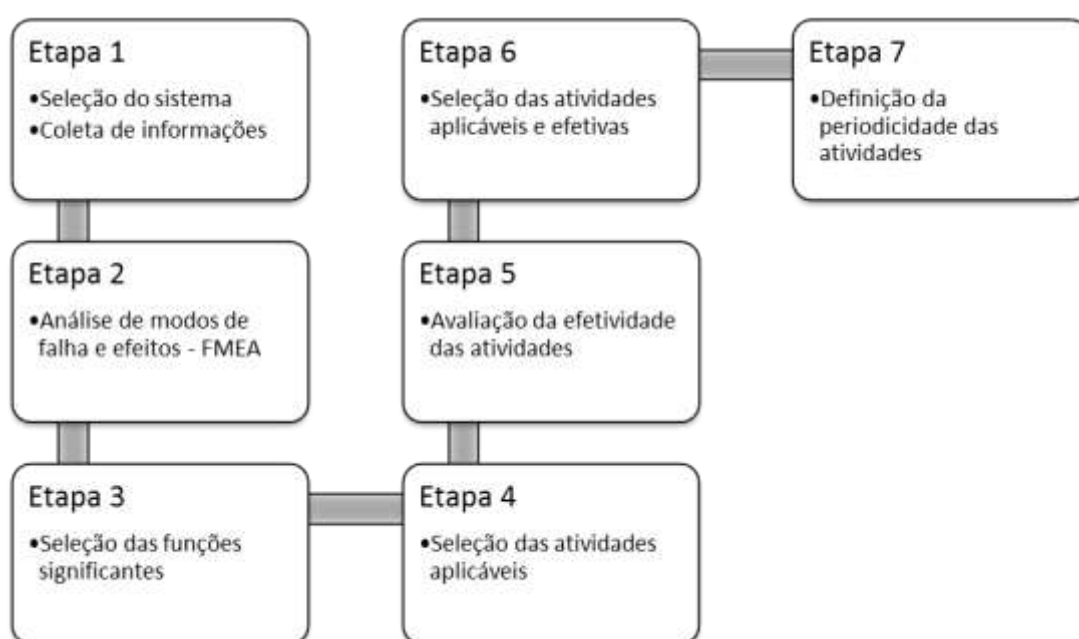 Etapa 1
•Seleção do sistema
•Coleta de informações
Etapa 2
•Análise de modos de
falha e efeitos - FMEA
Etapa 3
•Seleção das funções
significantes
Etapa 4
•Seleção das atividades
aplicáveis
Etapa 5
•Avaliação da efetividade
das atividades
Etapa 6
•Seleção das atividades
aplicáveis e efetivas
Etapa 7
•Definição da
periodicidade das
atividades